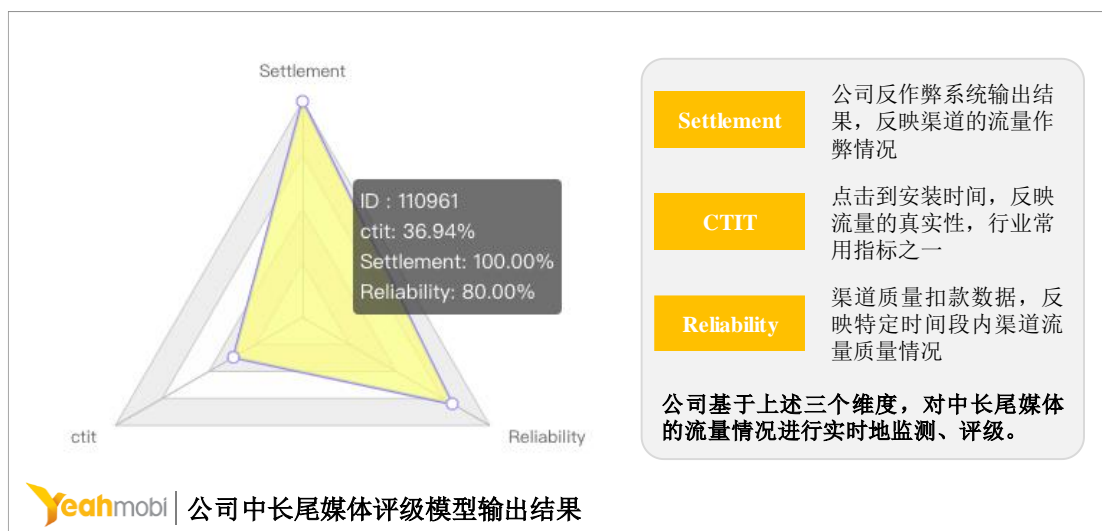 Settlement
ID : 110961
ctit: 36.94%
Settlement: 100.00%
Reliability: 80.00%
ctit
Reliability
Settlement
公司反作弊系统输出结
果，反映渠道的流量作
弊情况
CTIT
点击到安装时间，反映
流量的真实性，行业常
用指标之一
Reliability
渠道质量扣款数据，反
映特定时间段内渠道流
量质量情况
公司基于上述三个维度，对中长尾媒体
的流量情况进行实时地监测、评级。
Yeahmobi 公司中长尾媒体评级模型输出结果